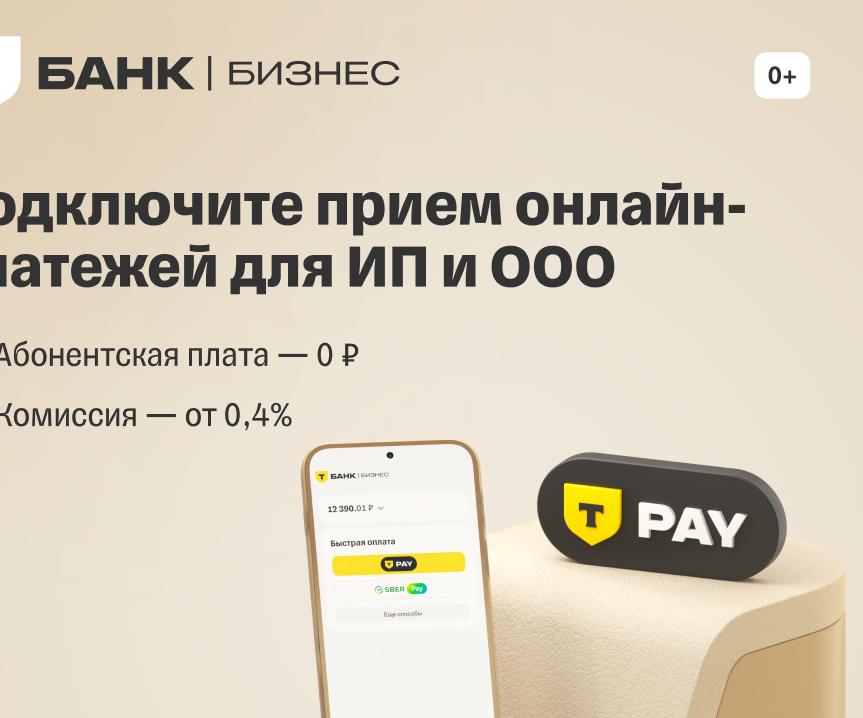 БАНК | БИЗНЕС
0+
одключите прием онлайн-
латежей для ИП и ООО
Абонентская плата — 0 ₽
Комиссия — от 0,4%
Т БАНК | БИЗНЕС
12 390,01 ₽
Быстрая оплата
Т PAY
SBER Pay
Еще способы
Т PAY